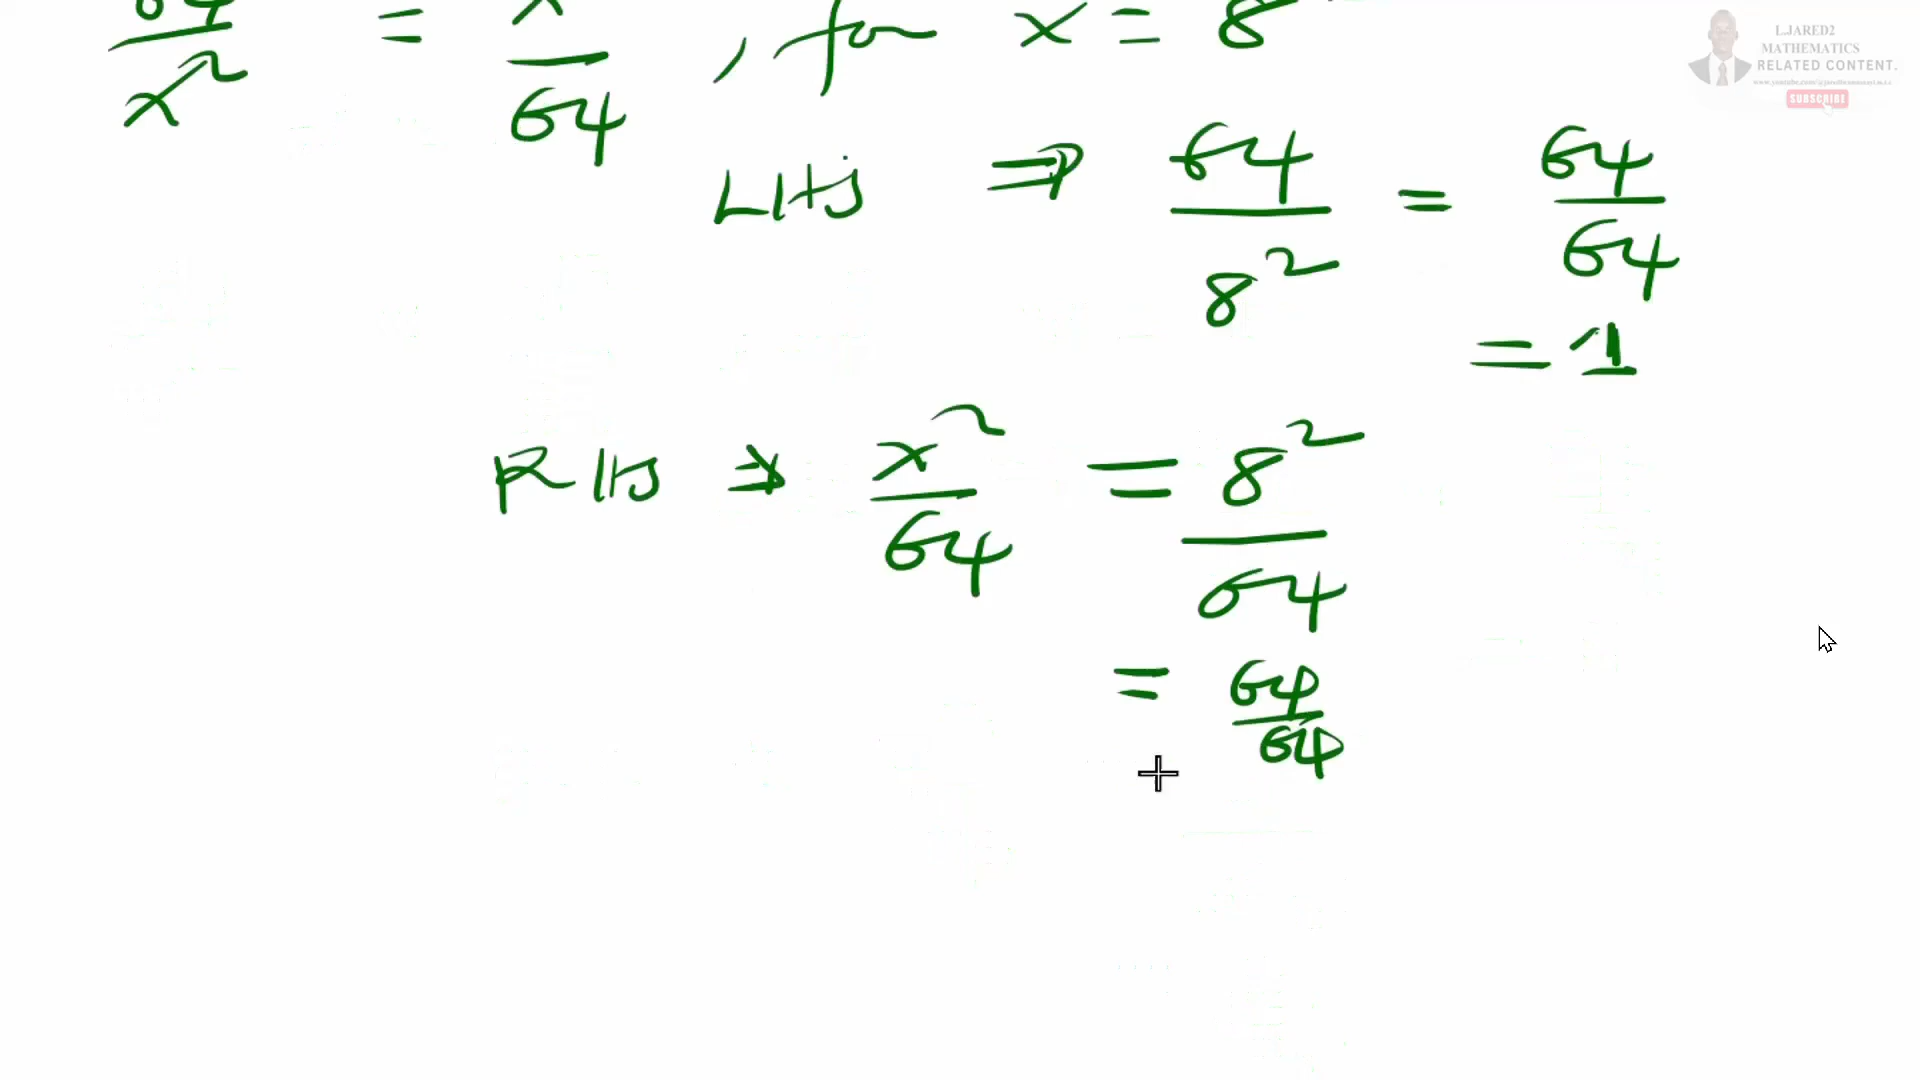 64/x² = x/64, for x = 8
LHS ⇒ 64/8² = 64/64
= 1
RHS ⇒ x²/64 = 8²/64
= 64/64
L.JARED2
MATHEMATICS
RELATED CONTENT.
SUBSCRIBE